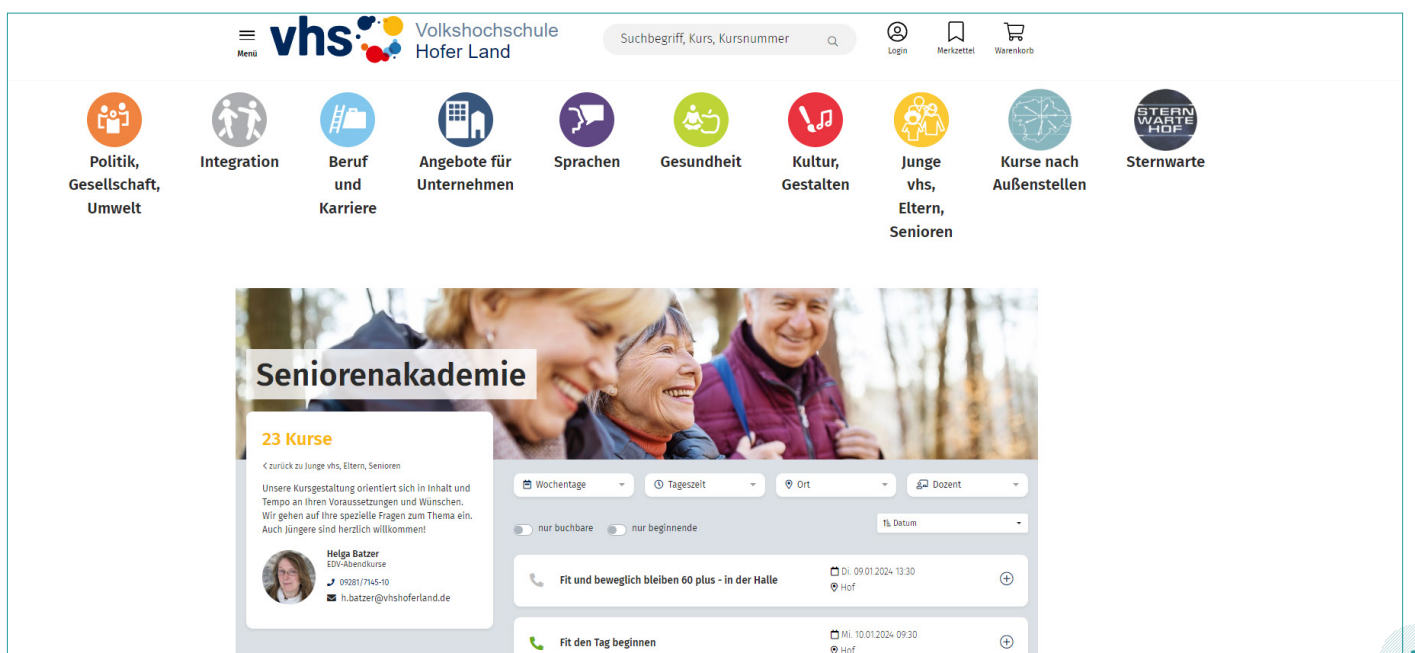 Menü
vhs
Volkshochschule
Hofer Land
Suchbegriff, Kurs, Kursnummer
Login
Merkzettel
Warenkorb
Politik,
Gesellschaft,
Umwelt
Integration
Beruf
und
Karriere
Angebote für
Unternehmen
Sprachen
Gesundheit
Kultur,
Gestalten
Junge
vhs,
Eltern,
Senioren
Kurse nach
Außenstellen
STERN
WARTE
HOF
Sternwarte
Seniorenakademie
23 Kurse
zurück zu Junge vhs, Eltern, Senioren
Unsere Kursgestaltung orientiert sich in Inhalt und
Tempo an Ihren Voraussetzungen und Wünschen.
Wir gehen auf Ihre spezielle Fragen zum Thema ein.
Auch Jüngere sind herzlich willkommen!
Helga Batzer
EDV-Abendkurse
09281/7145-10
h.batzer@vhshoferland.de
Wochentage
Tageszeit
Ort
Dozent
nur buchbare
nur beginnende
Datum
Fit und beweglich bleiben 60 plus - in der Halle
Di. 09.01.2024 13:30
Hof
Fit den Tag beginnen
Mi. 10.01.2024 09:30
Hof